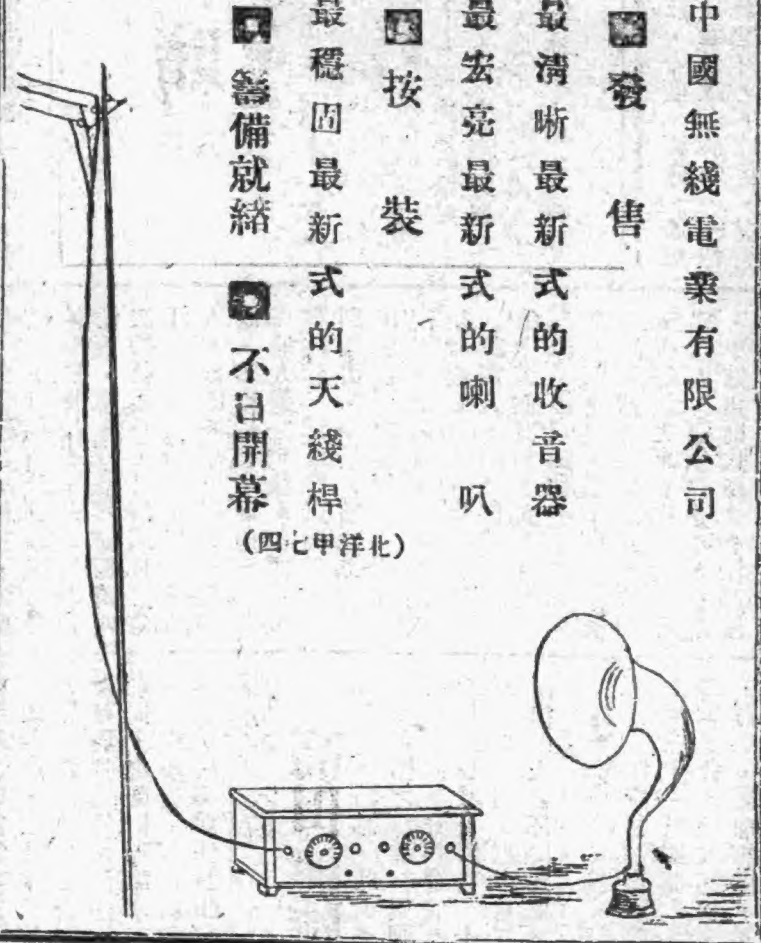 中國無綫電業有限公司
發售
最清晰最新式的收音器
最宏亮最新式的喇叭
按裝
最穩固最新式的天綫桿
籌備就緒 不日開幕
(四七甲洋北)